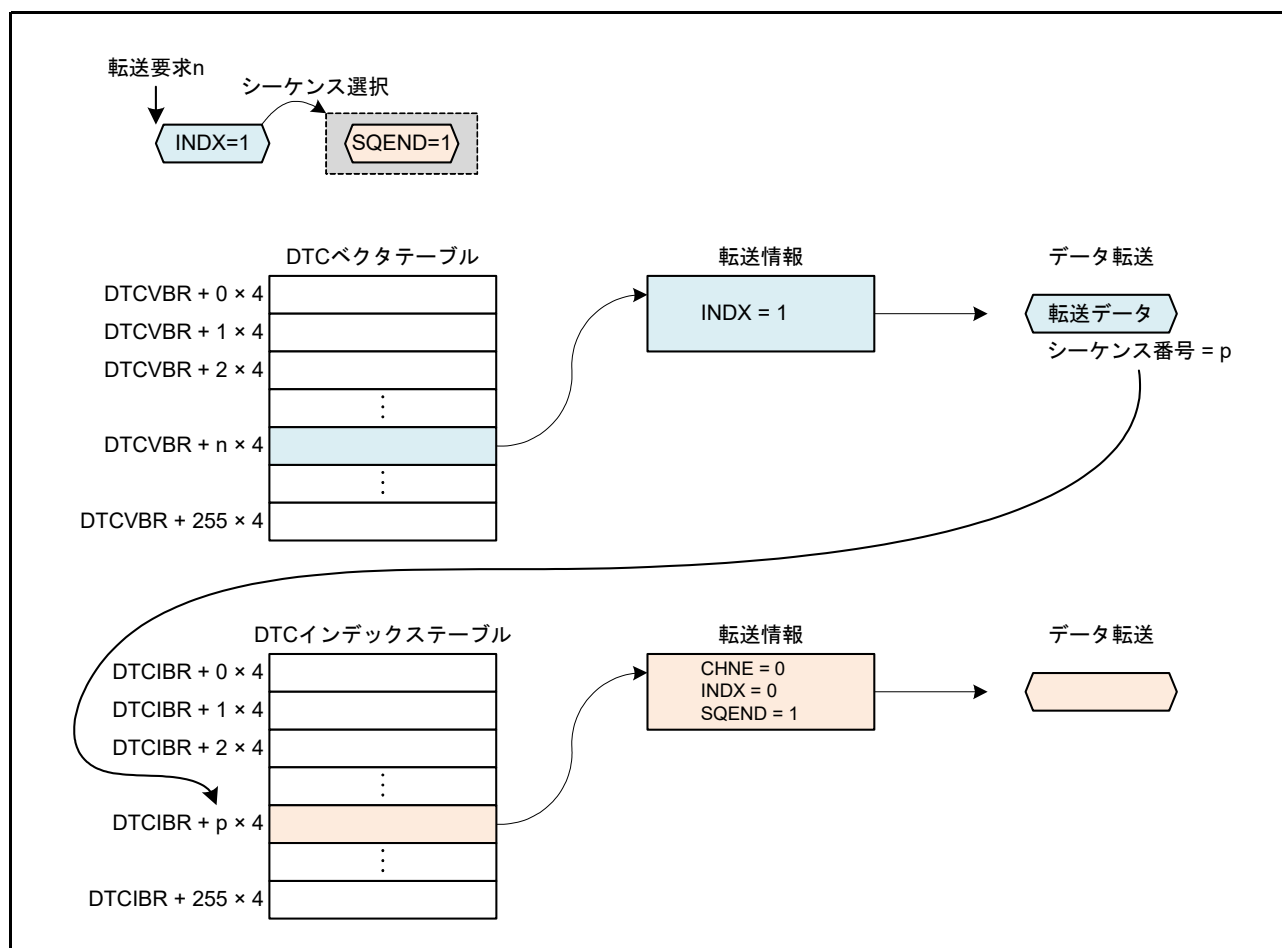 転送要求n
シーケンス選択
INDX=1
SQEND=1
DTCベクタテーブル
転送情報
データ転送
DTCVBR + 0 × 4
DTCVBR + 1 × 4
DTCVBR + 2 × 4
⋮
DTCVBR + n × 4
⋮
DTCVBR + 255 × 4
INDX = 1
転送データ
シーケンス番号 = p
DTCインデックステーブル
転送情報
データ転送
DTCIBR + 0 × 4
DTCIBR + 1 × 4
DTCIBR + 2 × 4
⋮
DTCIBR + p × 4
⋮
DTCIBR + 255 × 4
CHNE = 0
INDX = 0
SQEND = 1